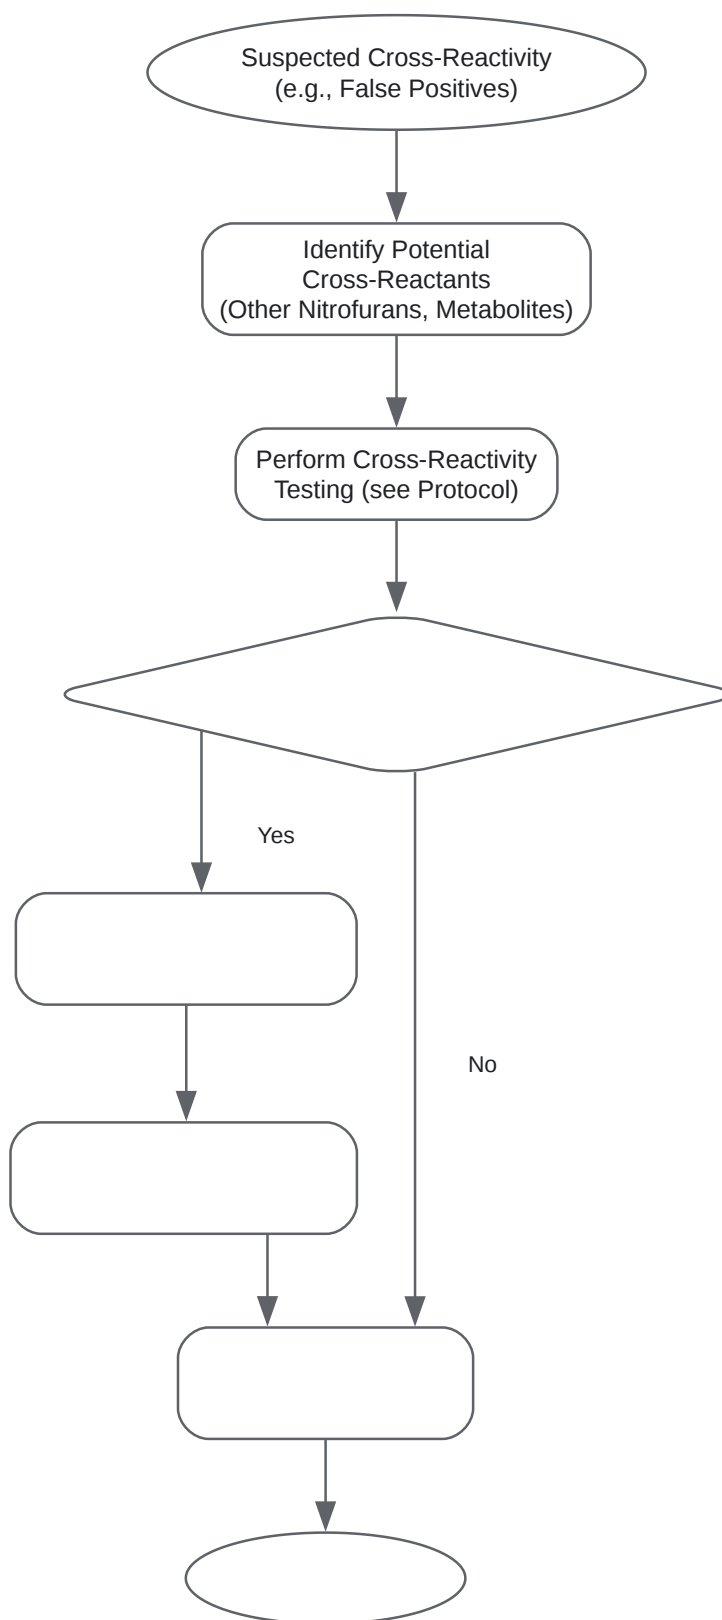 Suspected Cross-Reactivity
(e.g., False Positives)
Identify Potential
Cross-Reactants
(Other Nitrofurans, Metabolites)
Perform Cross-Reactivity
Testing (see Protocol)
Yes
No